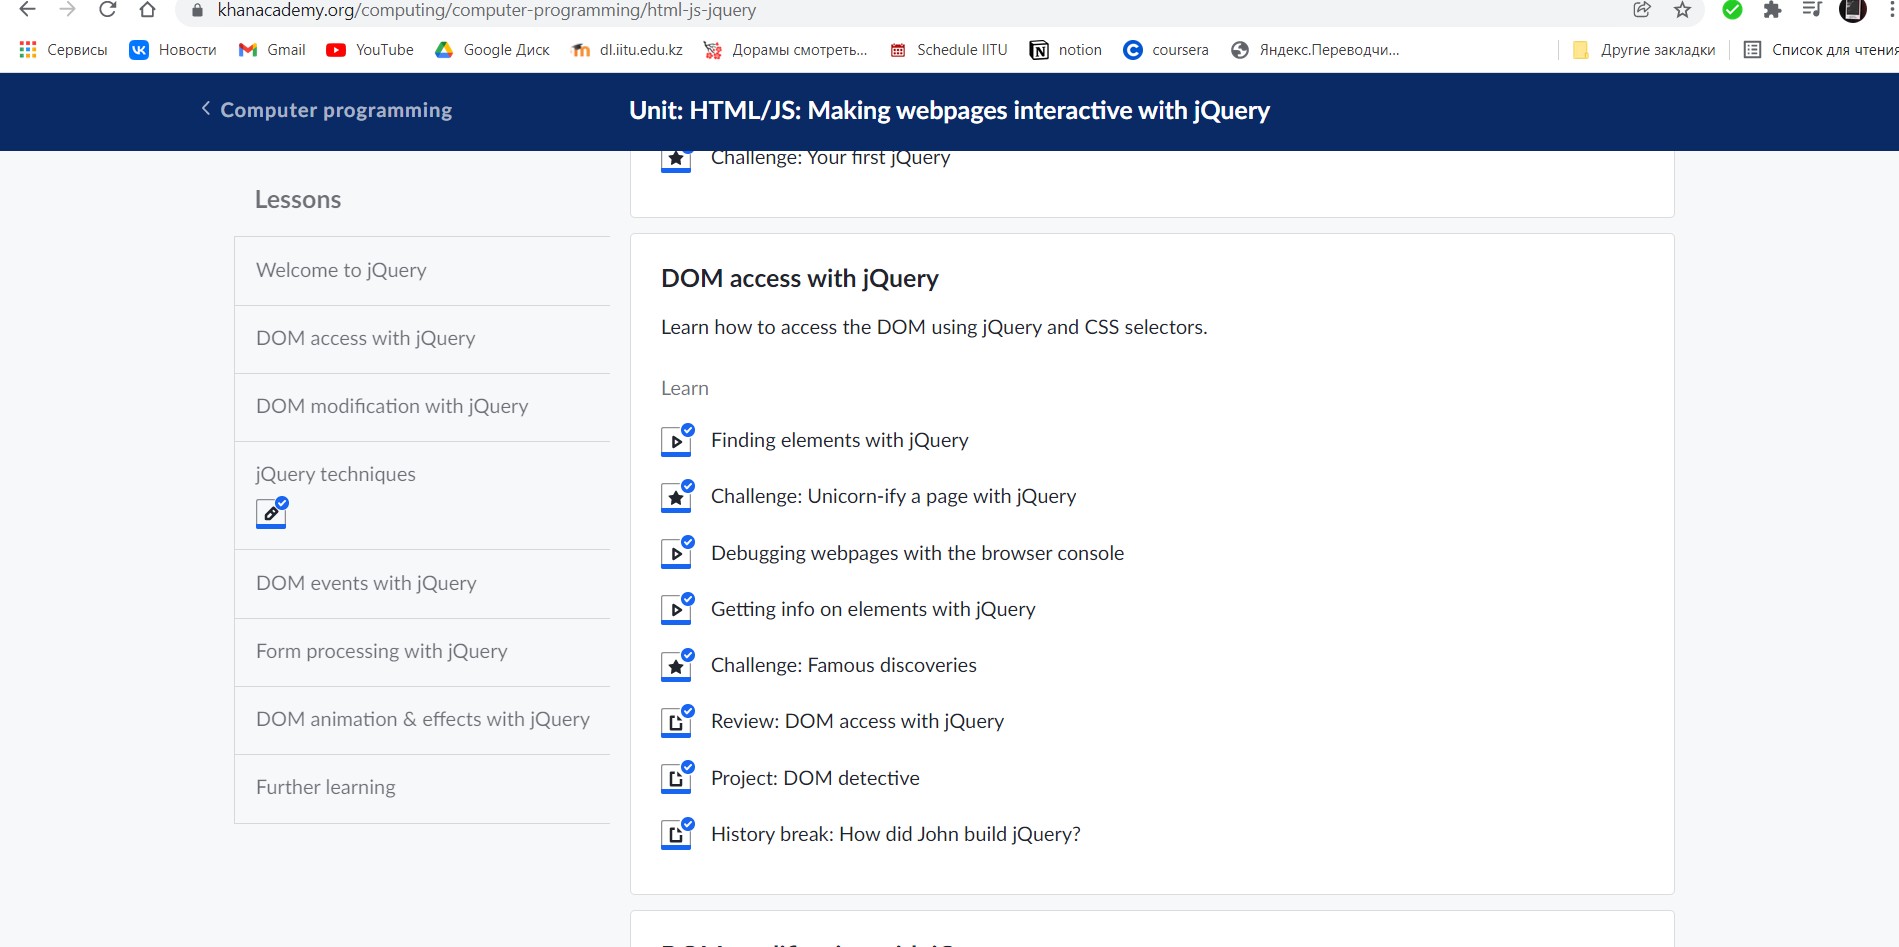 khanacademy.org/computing/computer-programming/html-js-jquery
Сервисы
Новости
Gmail
YouTube
Google Диск
dl.iitu.edu.kz
Дорамы смотреть...
Schedule IITU
notion
coursera
Яндекс.Переводчи...
Другие закладки
Список для чтения
Computer programming
Unit: HTML/JS: Making webpages interactive with jQuery
Lessons
Welcome to jQuery
DOM access with jQuery
DOM modification with jQuery
jQuery techniques
DOM events with jQuery
Form processing with jQuery
DOM animation & effects with jQuery
Further learning
Challenge: Your first jQuery
DOM access with jQuery
Learn how to access the DOM using jQuery and CSS selectors.
Learn
Finding elements with jQuery
Challenge: Unicorn-ify a page with jQuery
Debugging webpages with the browser console
Getting info on elements with jQuery
Challenge: Famous discoveries
Review: DOM access with jQuery
Project: DOM detective
History break: How did John build jQuery?